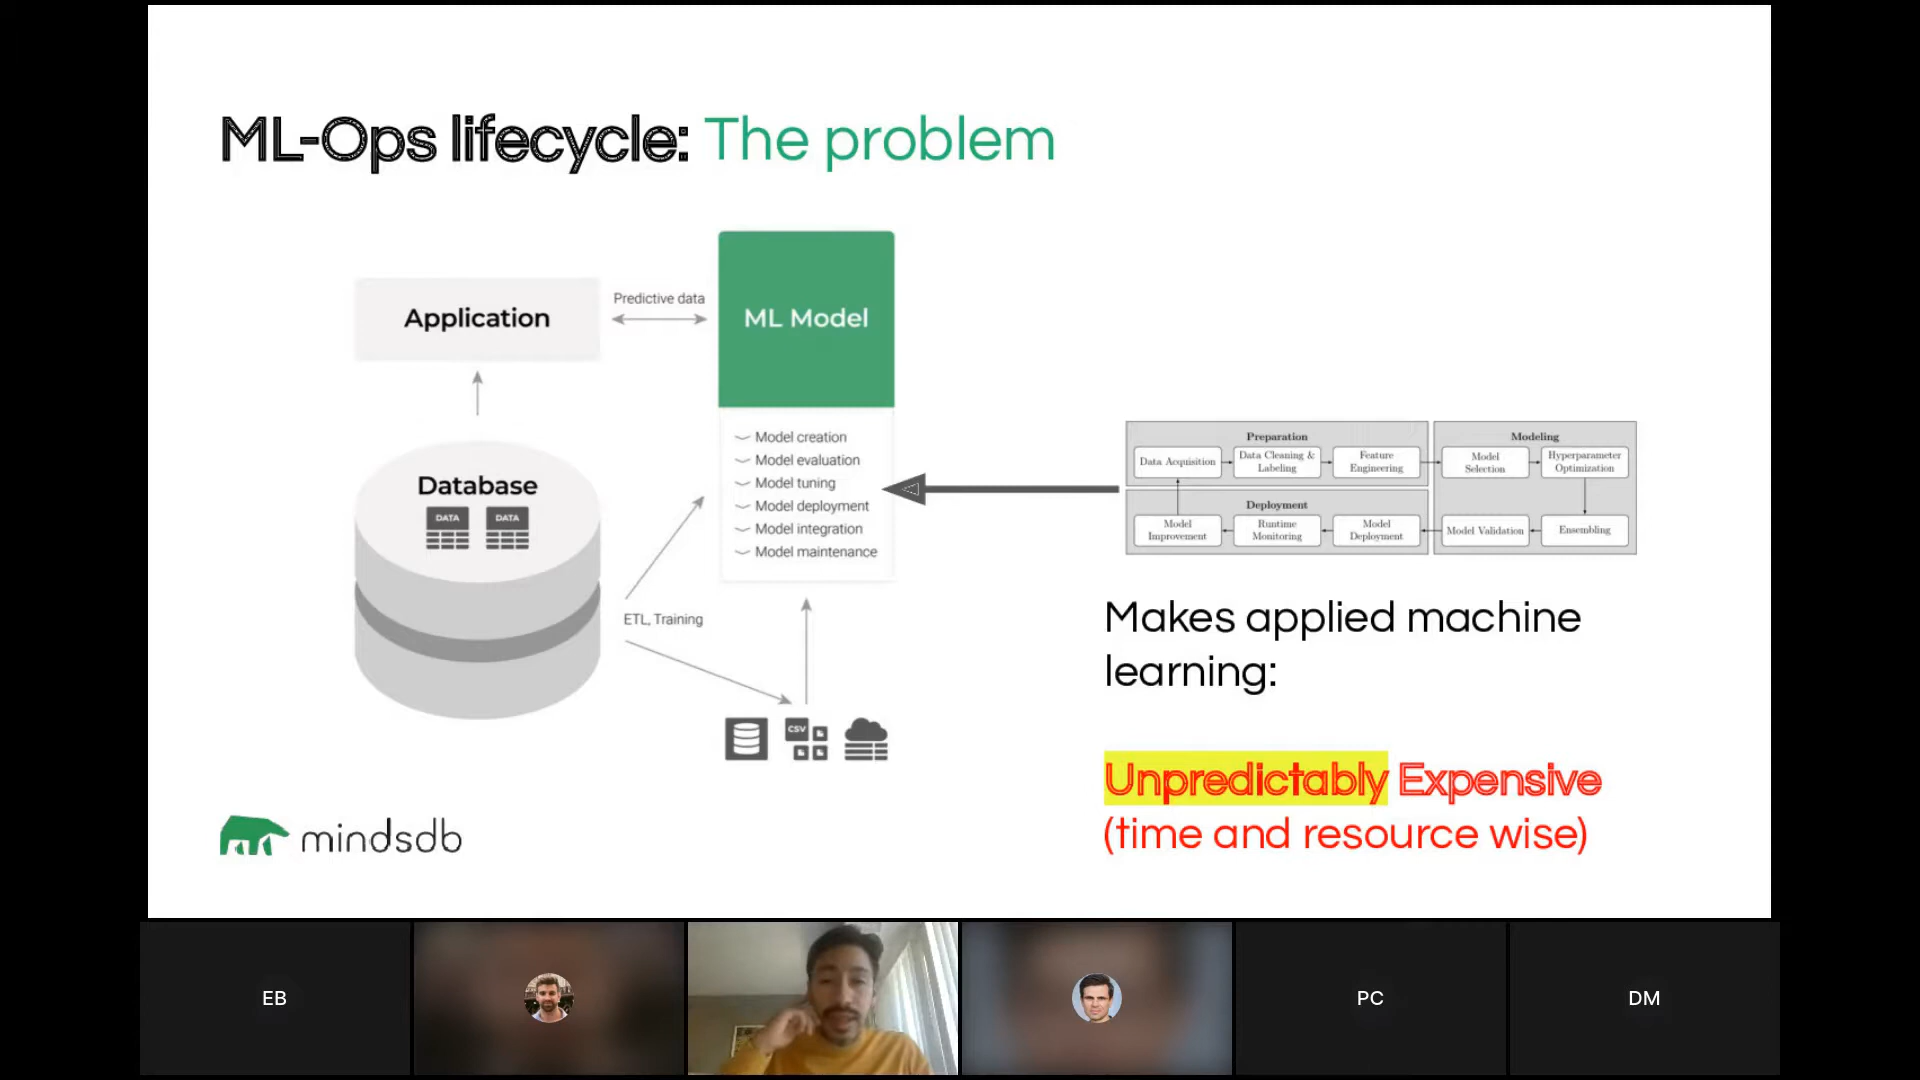 ML-Ops lifecycle: The problem
Application
Predictive data
ML Model
Database
DATA DATA
Model creation
Model evaluation
Model tuning
Model deployment
Model integration
Model maintenance
ETL, Training
CSV
Preparation
Data Acquisition
Data Cleaning &
Labeling
Feature
Engineering
Modeling
Model
Selection
Hyperparameter
Optimization
Deployment
Model
Improvement
Runtime
Monitoring
Model
Deployment
Model Validation
Ensembling
Makes applied machine
learning:
Unpredictably Expensive
(time and resource wise)
mindsdb
EB
PC
DM